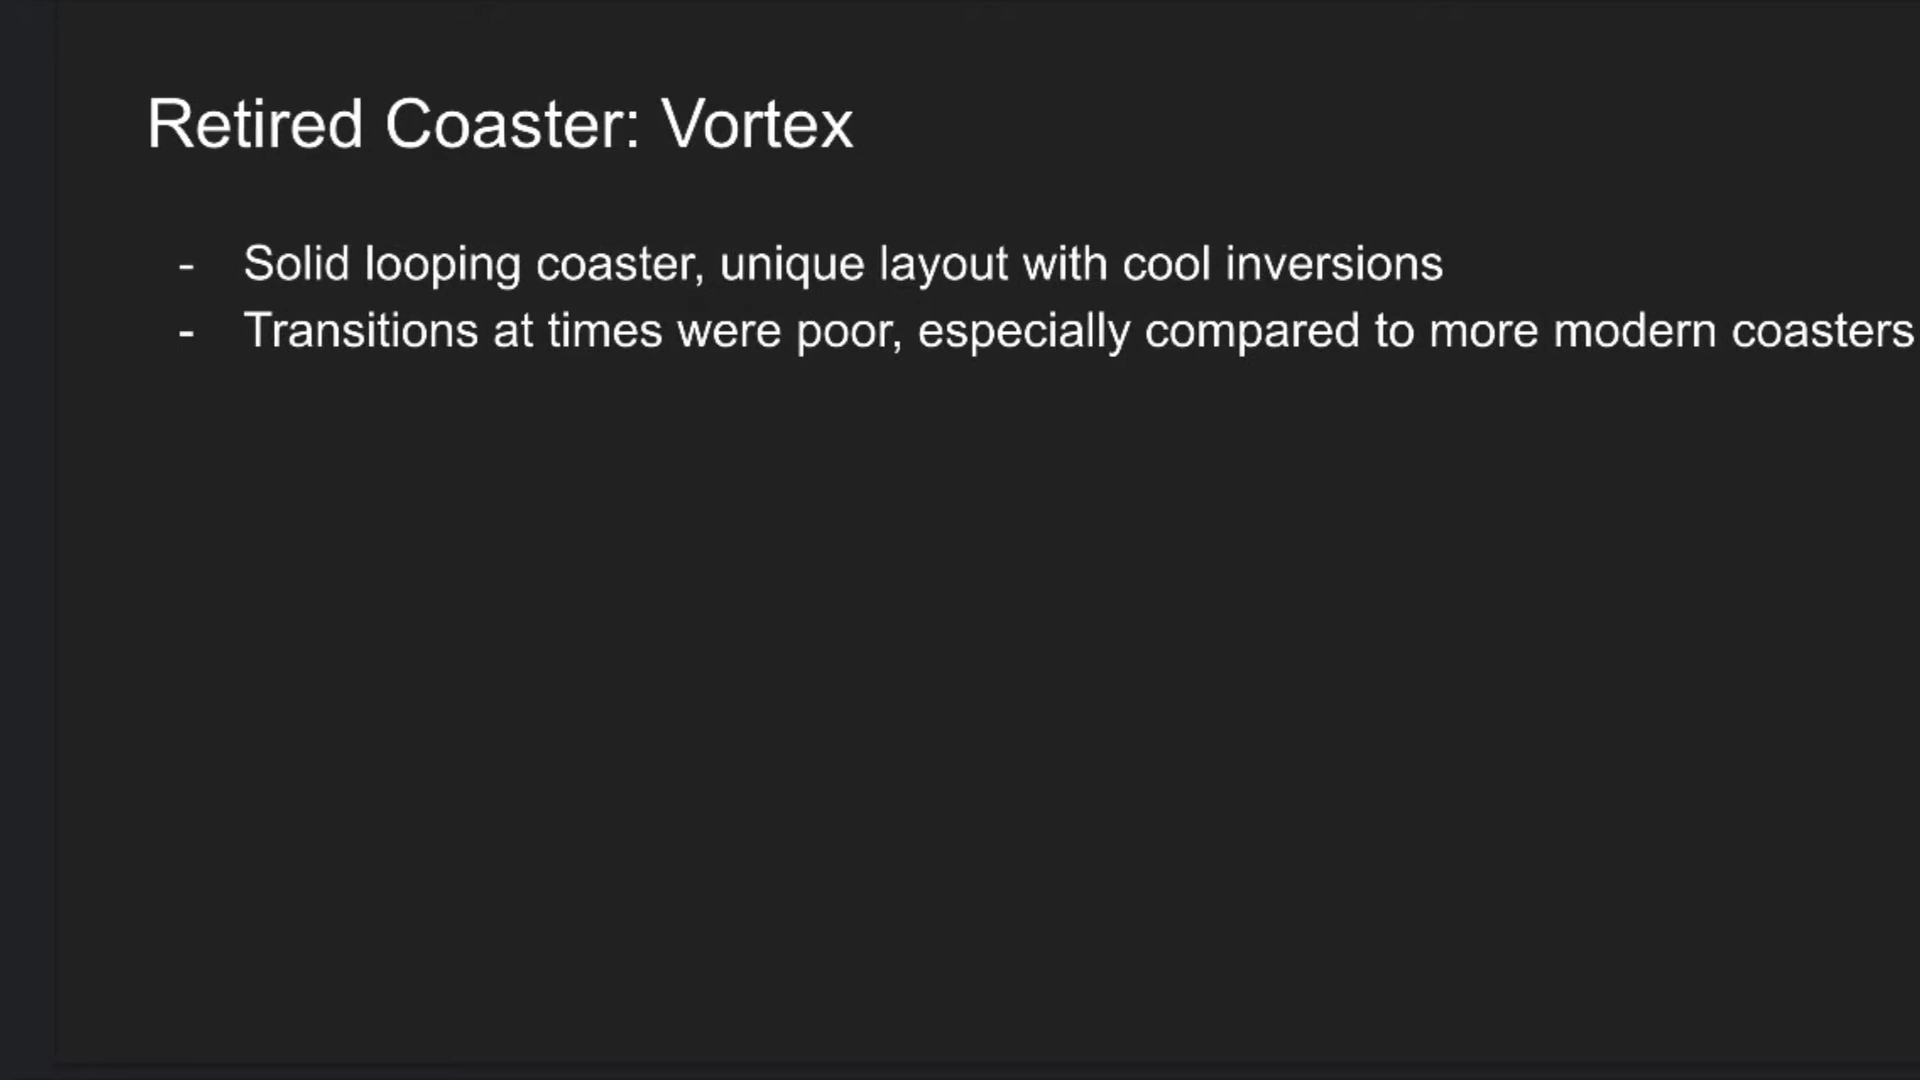 Retired Coaster: Vortex
- Solid looping coaster, unique layout with cool inversions
- Transitions at times were poor, especially compared to more modern coasters